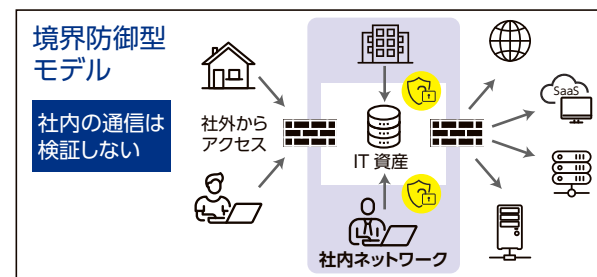 境界防御型
モデル
社内の通信は
検証しない
社外から
アクセス
IT 資産
社内ネットワーク
SaaS